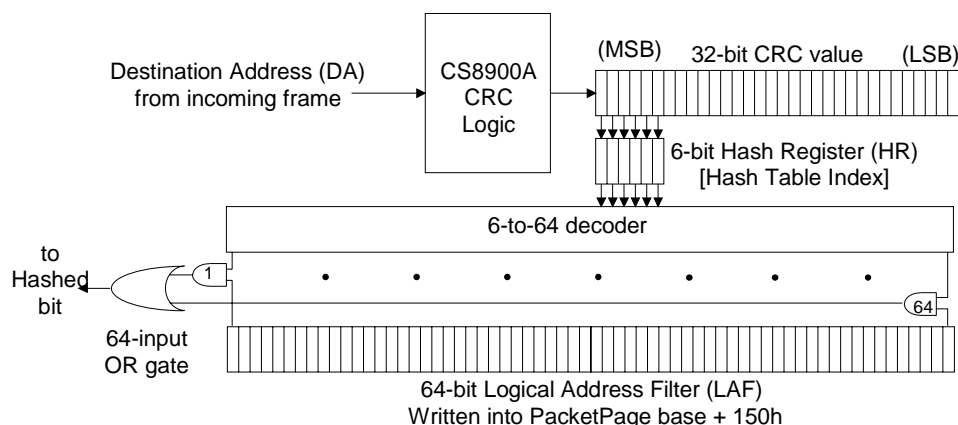 (MSB) 32-bit CRC value (LSB)
Destination Address (DA)
from incoming frame
CS8900A
CRC
Logic
6-bit Hash Register (HR)
[Hash Table Index]
6-to-64 decoder
to
Hashed
bit
1
64
64-input
OR gate
64-bit Logical Address Filter (LAF)
Written into PacketPage base + 150h